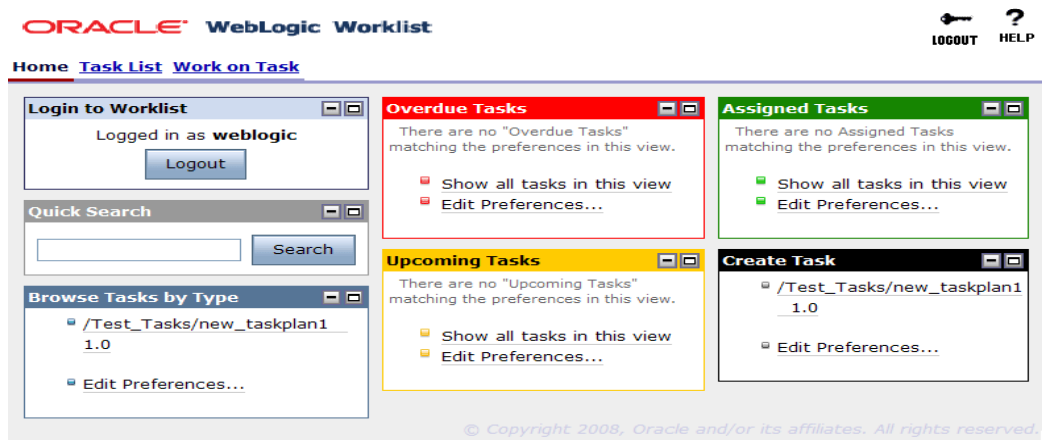 ORACLE WebLogic Worklist
LOGOUT
?
HELP
Home Task List Work on Task
Login to Worklist
Logged in as weblogic
Logout
Quick Search
Search
Browse Tasks by Type
/Test_Tasks/new_taskplan1
1.0
Edit Preferences...
Overdue Tasks
There are no "Overdue Tasks"
matching the preferences in this view.
Show all tasks in this view
Edit Preferences...
Upcoming Tasks
There are no "Upcoming Tasks"
matching the preferences in this view.
Show all tasks in this view
Edit Preferences...
Assigned Tasks
There are no Assigned Tasks
matching the preferences in this view.
Show all tasks in this view
Edit Preferences...
Create Task
/Test_Tasks/new_taskplan1
1.0
Edit Preferences...
© Copyright 2008, Oracle and/or its affiliates. All rights reserved.